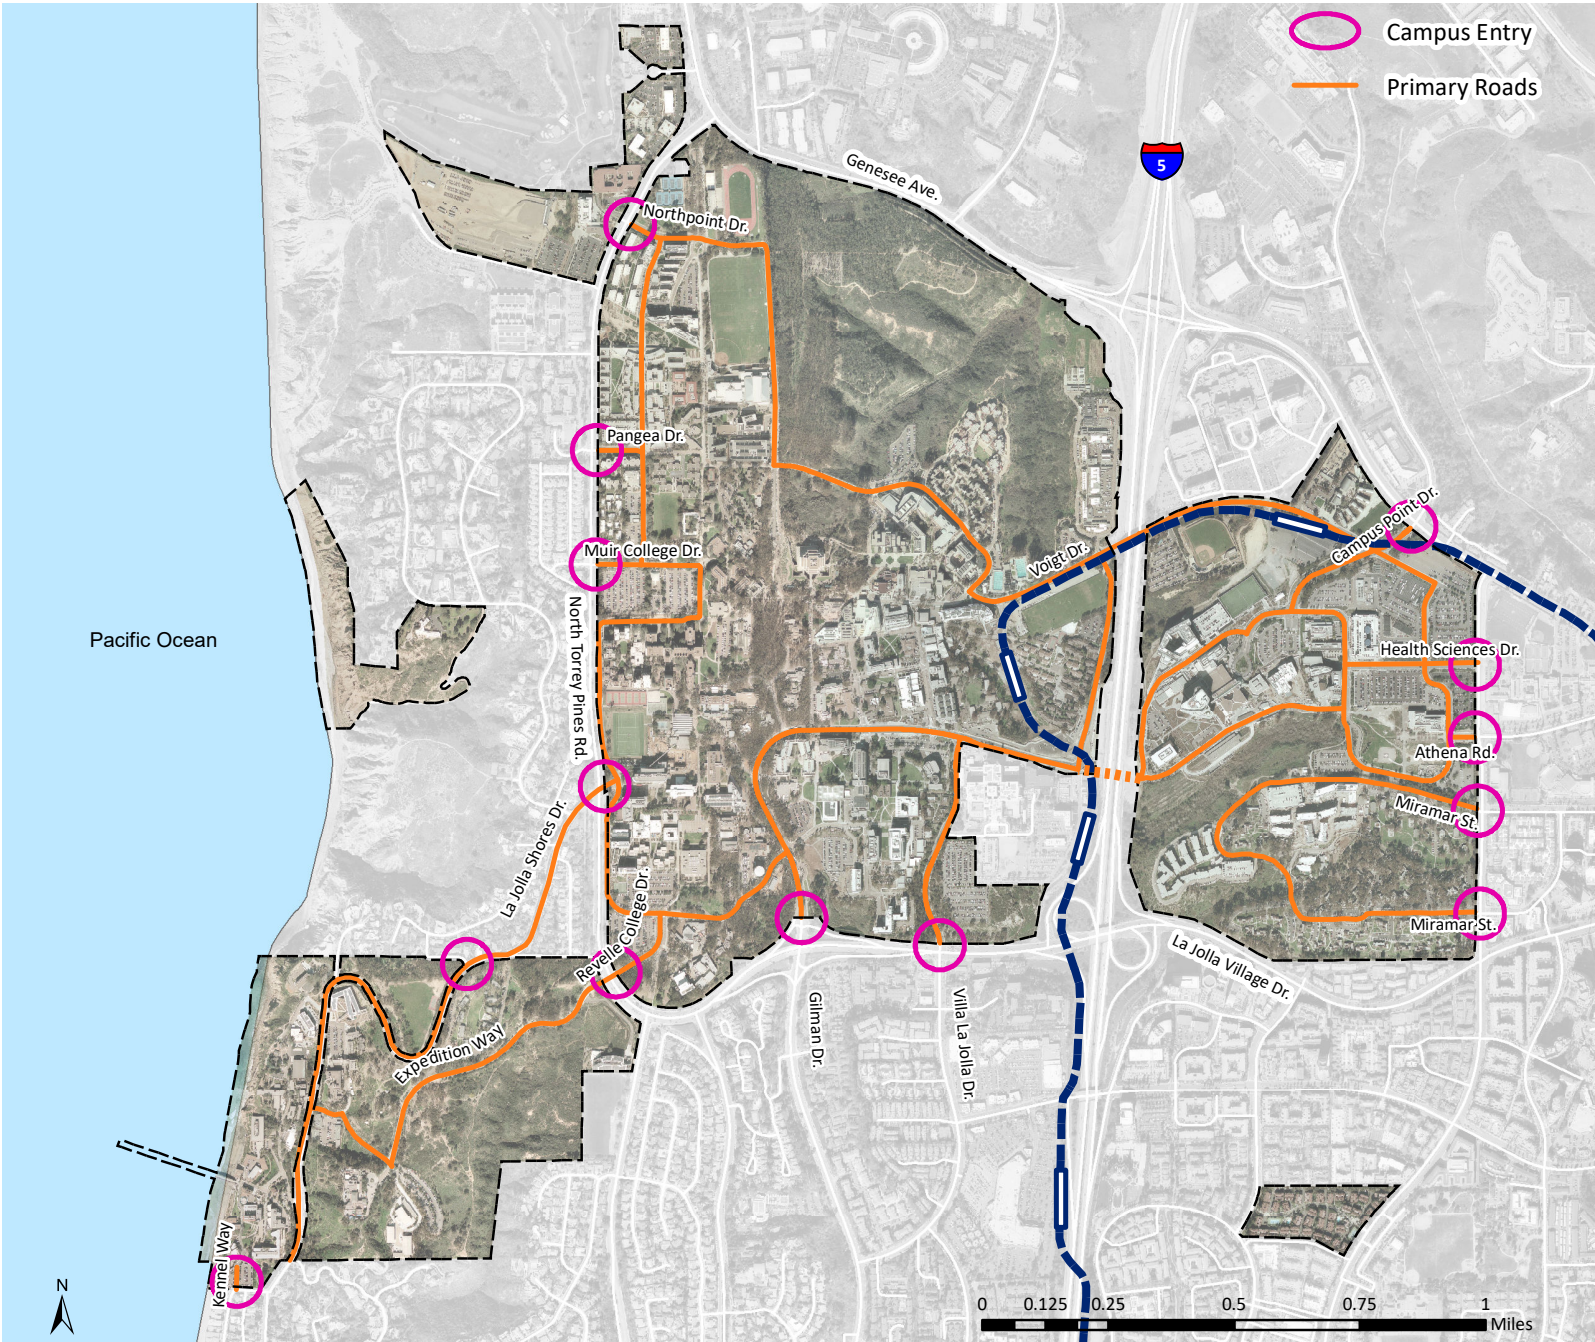 Campus Entry
Primary Roads
5
Genesee Ave.
Northpoint Dr.
Pangea Dr.
Campus Point Dr.
Muir College Dr.
Voigt Dr.
Pacific Ocean
North Torrey Pines Rd.
Health Sciences Dr.
Athena Rd.
La Jolla Shores Dr.
Miramar St.
Revelle College Dr.
Miramar St.
La Jolla Village Dr.
Gilman Dr.
Villa La Jolla Dr.
Expedition Way
Kennel Way
N
0 0.125 0.25 0.5 0.75 1
Miles